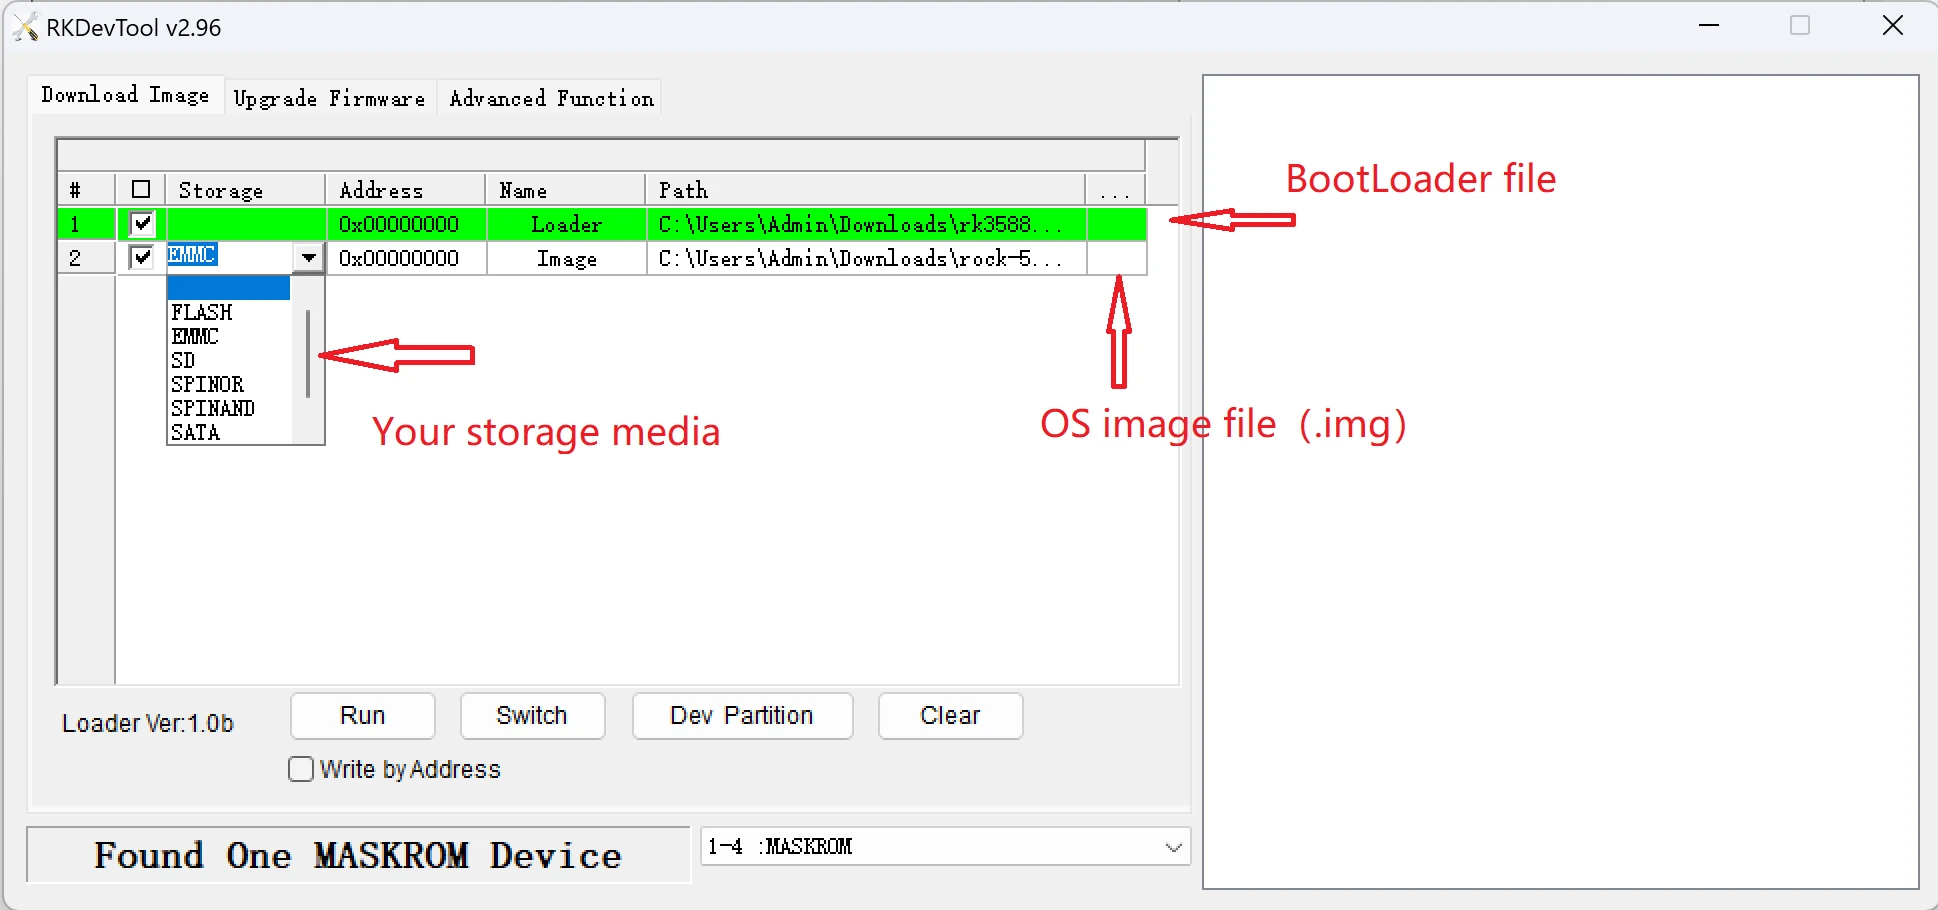 RKDevTool v2.96
Download Image Upgrade Firmware Advanced Function
# Storage Address Name Path ...
1 0x00000000 Loader C:\Users\Admin\Downloads\rk3588...
2 EMMC 0x00000000 Image C:\Users\Admin\Downloads\rock-5...
FLASH
EMMC
SD
SPINOR
SPINAND
SATA
BootLoader file
Your storage media
OS image file（.img）
Loader Ver:1.0b Run Switch Dev Partition Clear
Write by Address
Found One MASKROM Device 1-4 :MASKROM